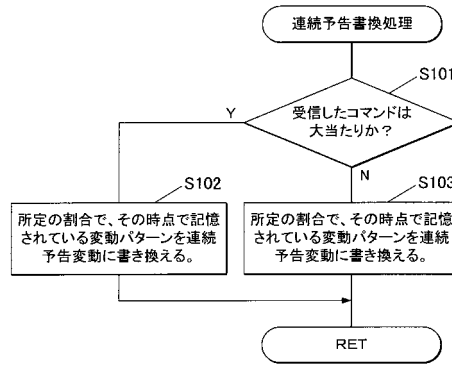 連続予告書換処理
S101
受信したコマンドは
大当たりか？
Y
N
S102
所定の割合で、その時点で記憶
されている変動パターンを連続
予告変動に書き換える。
S103
所定の割合で、その時点で記憶
されている変動パターンを連続
予告変動に書き換える。
RET